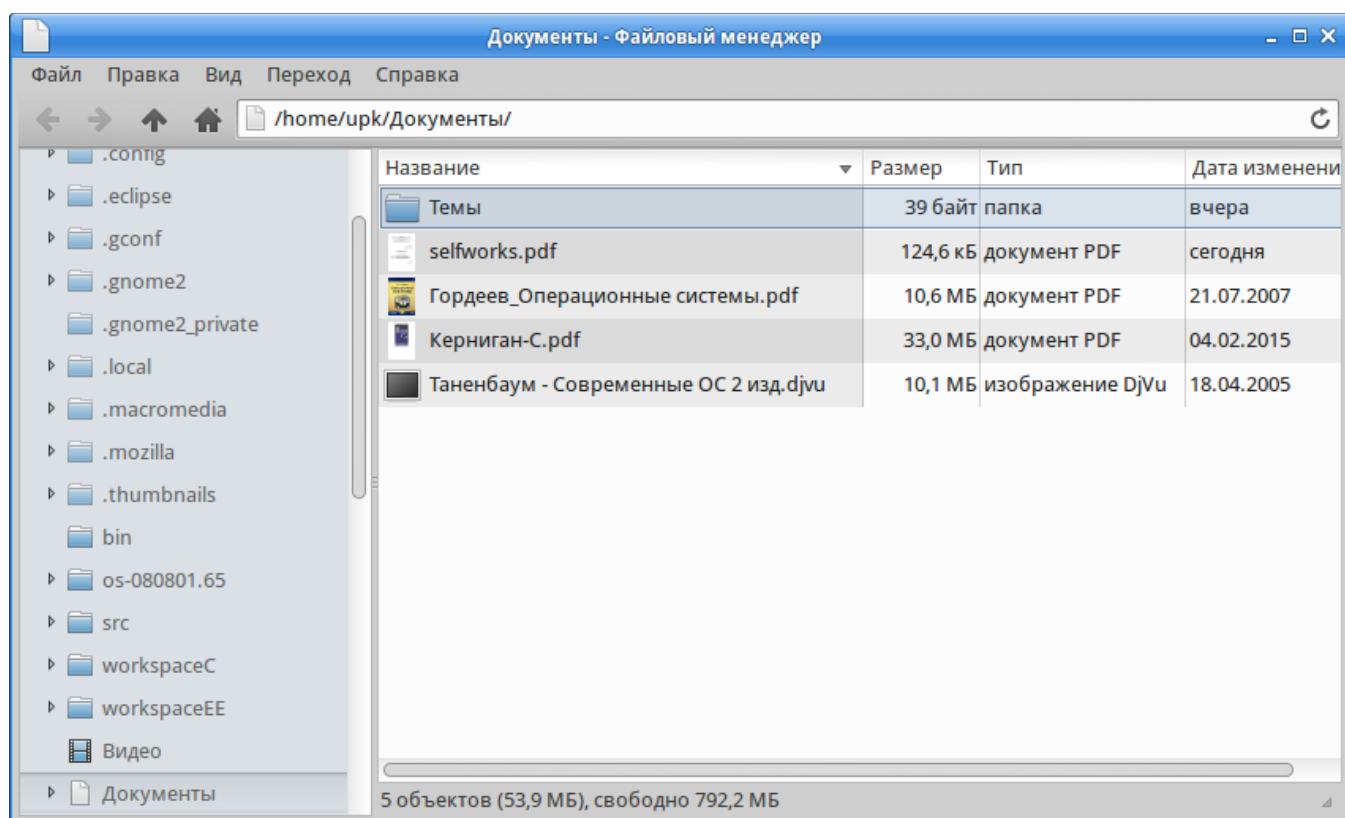 Документы - Файловый менеджер
Файл Правка Вид Переход Справка
/home/upk/Документы/
.config
.eclipse
.gconf
.gnome2
.gnome2_private
.local
.macromedia
.mozilla
.thumbnails
bin
os-080801.65
src
workspaceC
workspaceEE
Видео
Документы
Название Размер Тип Дата изменени
Темы 39 байт папка вчера
selfworks.pdf 124,6 кБ документ PDF сегодня
Гордеев_Операционные системы.pdf 10,6 МБ документ PDF 21.07.2007
Керниган-C.pdf 33,0 МБ документ PDF 04.02.2015
Таненбаум - Современные ОС 2 изд.djvu 10,1 МБ изображение DjVu 18.04.2005
5 объектов (53,9 МБ), свободно 792,2 МБ